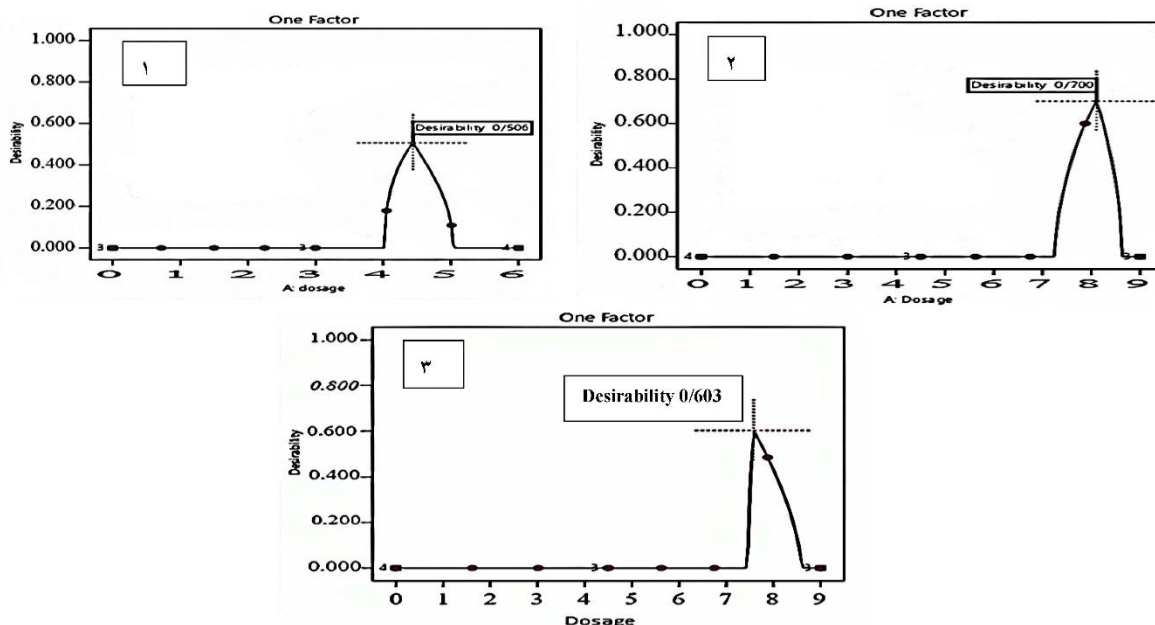 One Factor
1.000
0.800
0.600
0.400
0.200
0.000
Desirability
۱
Desirability 0/506
3
3
4
0 1 2 3 4 5 6
A: dosage
One Factor
1.000
0.800
0.600
0.400
0.200
0.000
Desirability
۲
Desirability 0/700
4
3
3
0 1 2 3 4 5 6 7 8 9
A: Dosage
One Factor
1.000
0.800
0.600
0.400
0.200
0.000
Desirability
۳
Desirability 0/603
4
3
3
0 1 2 3 4 5 6 7 8 9
Dosage